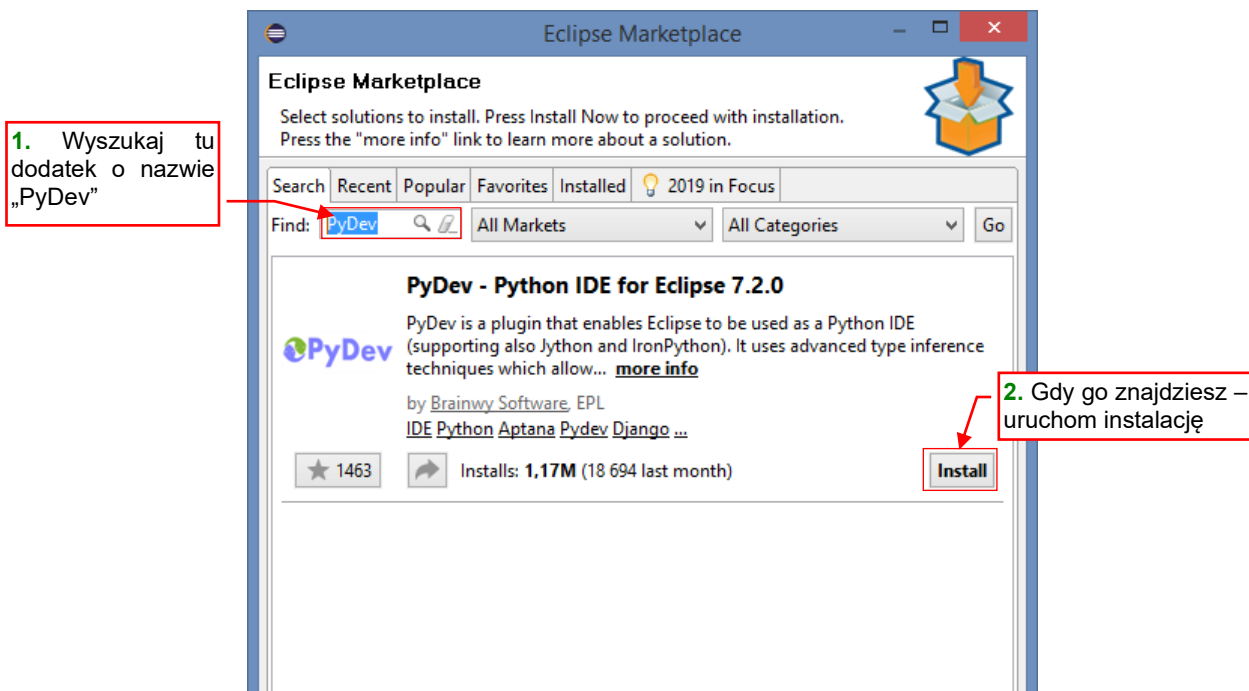 Eclipse Marketplace
Eclipse Marketplace
Select solutions to install. Press Install Now to proceed with installation.
Press the "more info" link to learn more about a solution.
1. Wyszukaj tu
dodatek o nazwie
„PyDev”
Search Recent Popular Favorites Installed 2019 in Focus
Find: PyDev All Markets All Categories Go
PyDev - Python IDE for Eclipse 7.2.0
PyDev is a plugin that enables Eclipse to be used as a Python IDE
PyDev
(supporting also Jython and IronPython). It uses advanced type inference
techniques which allow... more info
by Brainwy Software, EPL
IDE Python Aptana Pydev Django ...
2. Gdy go znajdziesz –
uruchom instalację
1463 Installs: 1,17M (18 694 last month) Install